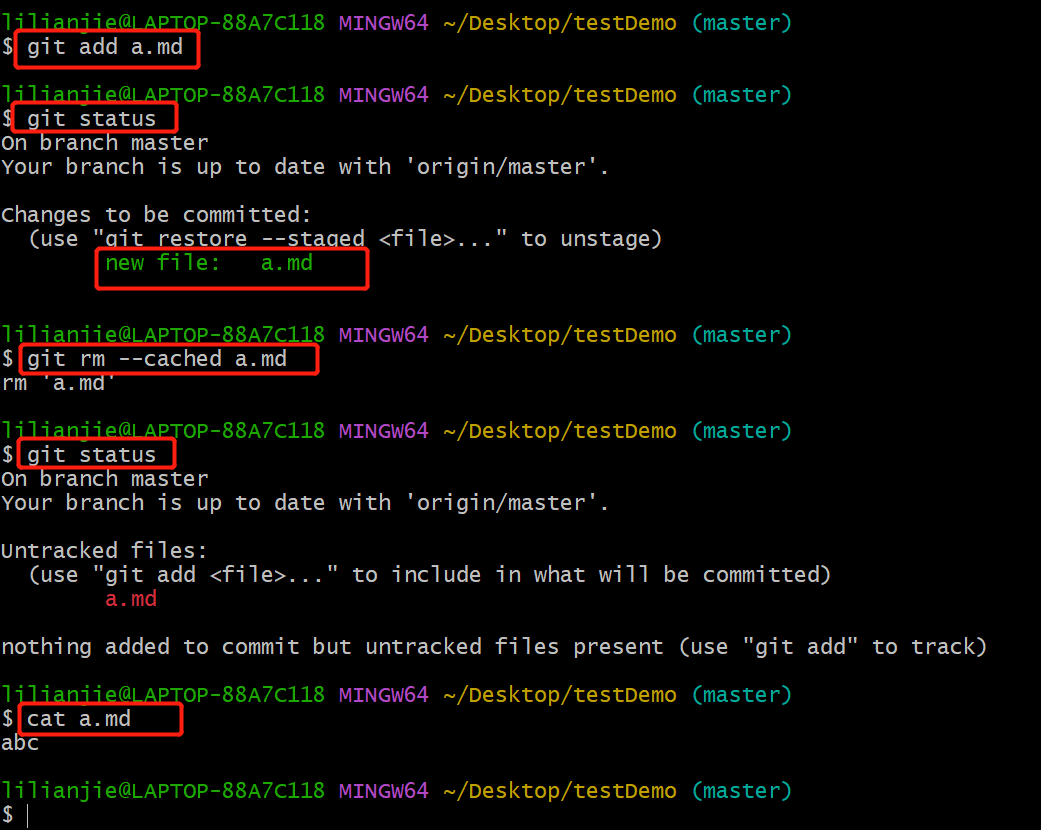 lilianjie@LAPTOP-88A7C118 MINGW64 ~/Desktop/testDemo (master)
$ git add a.md
lilianjie@LAPTOP-88A7C118 MINGW64 ~/Desktop/testDemo (master)
$ git status
On branch master
Your branch is up to date with 'origin/master'.
Changes to be committed:
  (use "git restore --staged <file>..." to unstage)
        new file:   a.md
lilianjie@LAPTOP-88A7C118 MINGW64 ~/Desktop/testDemo (master)
$ git rm --cached a.md
rm 'a.md'
lilianjie@LAPTOP-88A7C118 MINGW64 ~/Desktop/testDemo (master)
$ git status
On branch master
Your branch is up to date with 'origin/master'.
Untracked files:
  (use "git add <file>..." to include in what will be committed)
        a.md
nothing added to commit but untracked files present (use "git add" to track)
lilianjie@LAPTOP-88A7C118 MINGW64 ~/Desktop/testDemo (master)
$ cat a.md
abc
lilianjie@LAPTOP-88A7C118 MINGW64 ~/Desktop/testDemo (master)
$